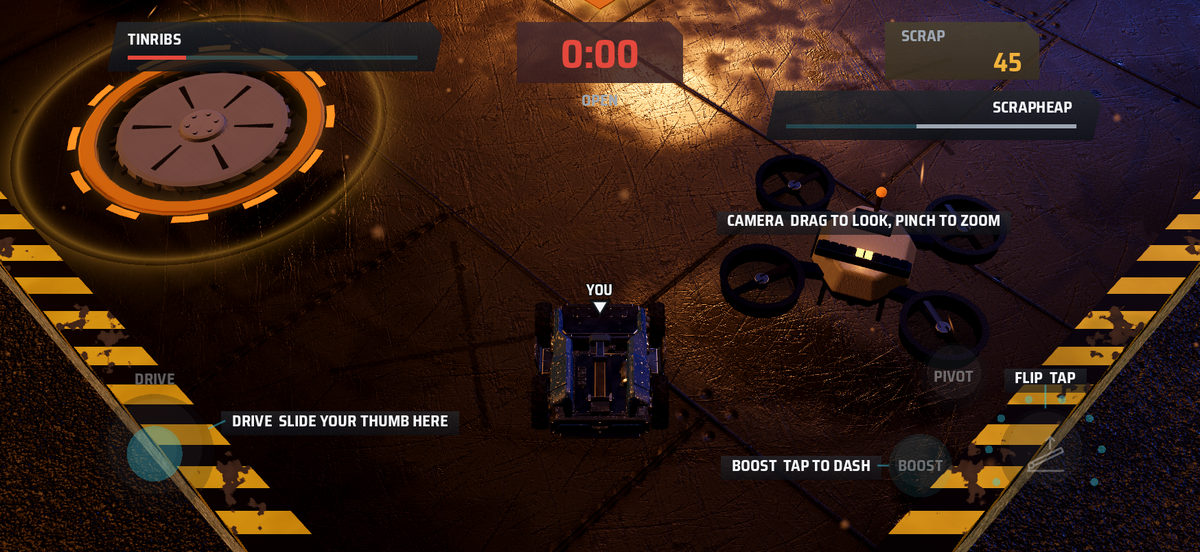 TINRIBS
0:00
OPEN
SCRAP
45
SCRAPHEAP
CAMERA DRAG TO LOOK, PINCH TO ZOOM
YOU
DRIVE
DRIVE SLIDE YOUR THUMB HERE
PIVOT
FLIP TAP
BOOST TAP TO DASH
BOOST